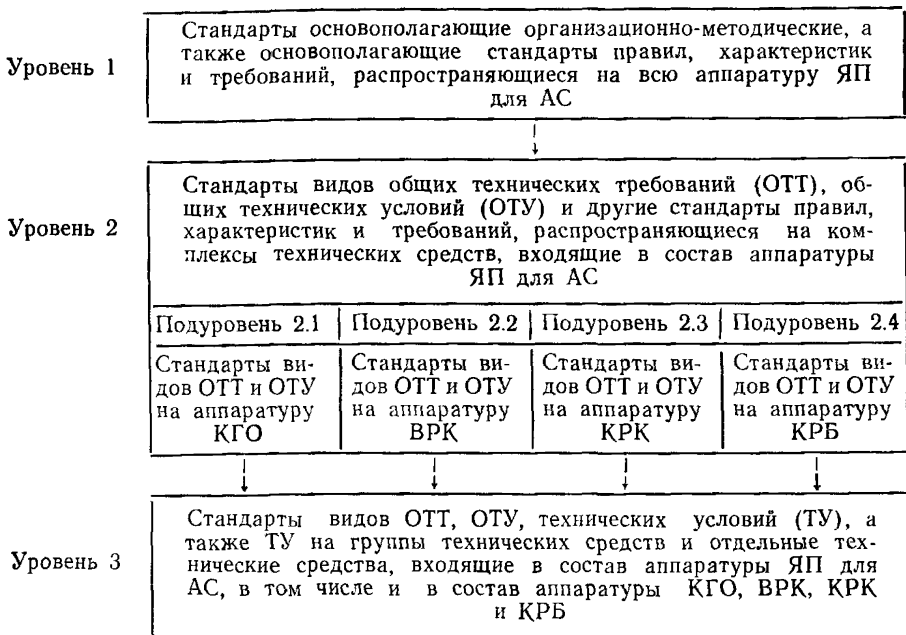 Уровень 1
Стандарты основополагающие организационно-методические, а
также основополагающие стандарты правил, характеристик
и требований, распространяющиеся на всю аппаратуру ЯП
для АС
Уровень 2
Стандарты видов общих технических требований (ОТТ), об-
щих технических условий (ОТУ) и другие стандарты правил,
характеристик и требований, распространяющиеся на ком-
плексы технических средств, входящие в состав аппаратуры
ЯП для АС
Подуровень 2.1
Подуровень 2.2
Подуровень 2.3
Подуровень 2.4
Стандарты ви-
дов ОТТ и ОТУ
на аппаратуру
КГО
Стандарты ви-
дов ОТТ и ОТУ
на аппаратуру
ВРК
Стандарты ви-
дов ОТТ и ОТУ
на аппаратуру
КРК
Стандарты ви-
дов ОТТ и ОТУ
на аппаратуру
КРБ
Уровень 3
Стандарты видов ОТТ, ОТУ, технических условий (ТУ), а
также ТУ на группы технических средств и отдельные тех-
нические средства, входящие в состав аппаратуры ЯП для
АС, в том числе и в состав аппаратуры КГО, ВРК, КРК
и КРБ